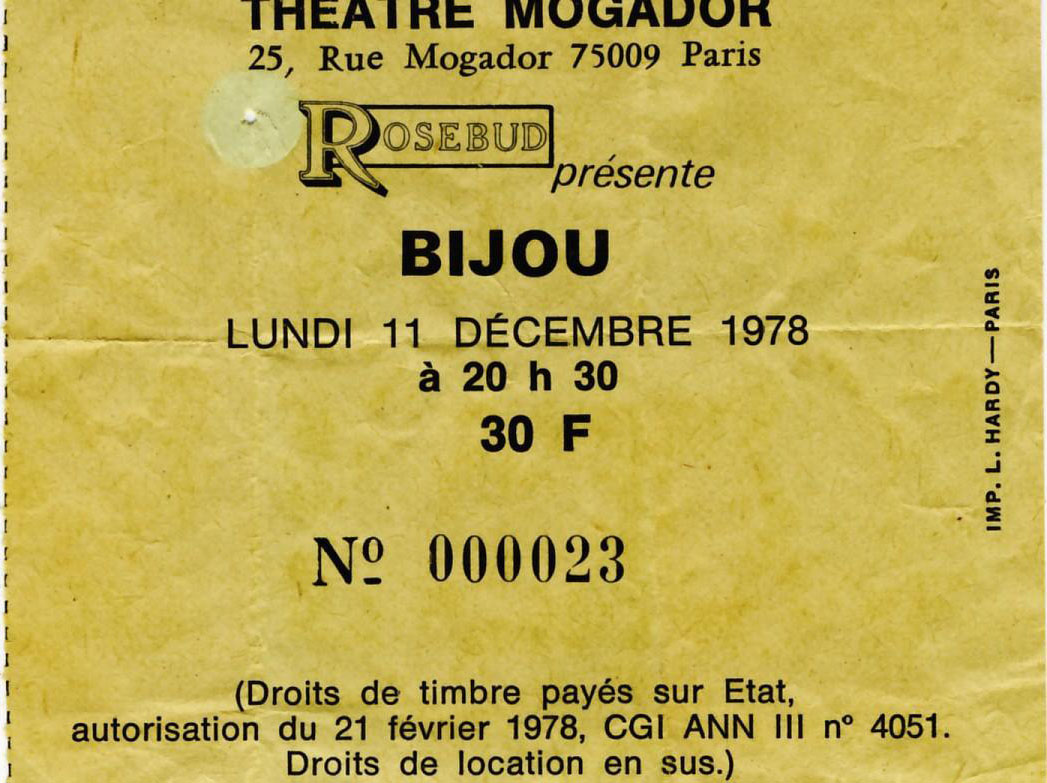 THÉATRE MOGADOR
25, Rue Mogador 75009 Paris
ROSEBUD
présente
BIJOU
LUNDI 11 DÉCEMBRE 1978
à 20 h 30
30 F
Nº 000023
(Droits de timbre payés sur Etat,
autorisation du 21 février 1978, CGI ANN III n° 4051.
Droits de location en sus.)
IMP. L. HARDY—PARIS